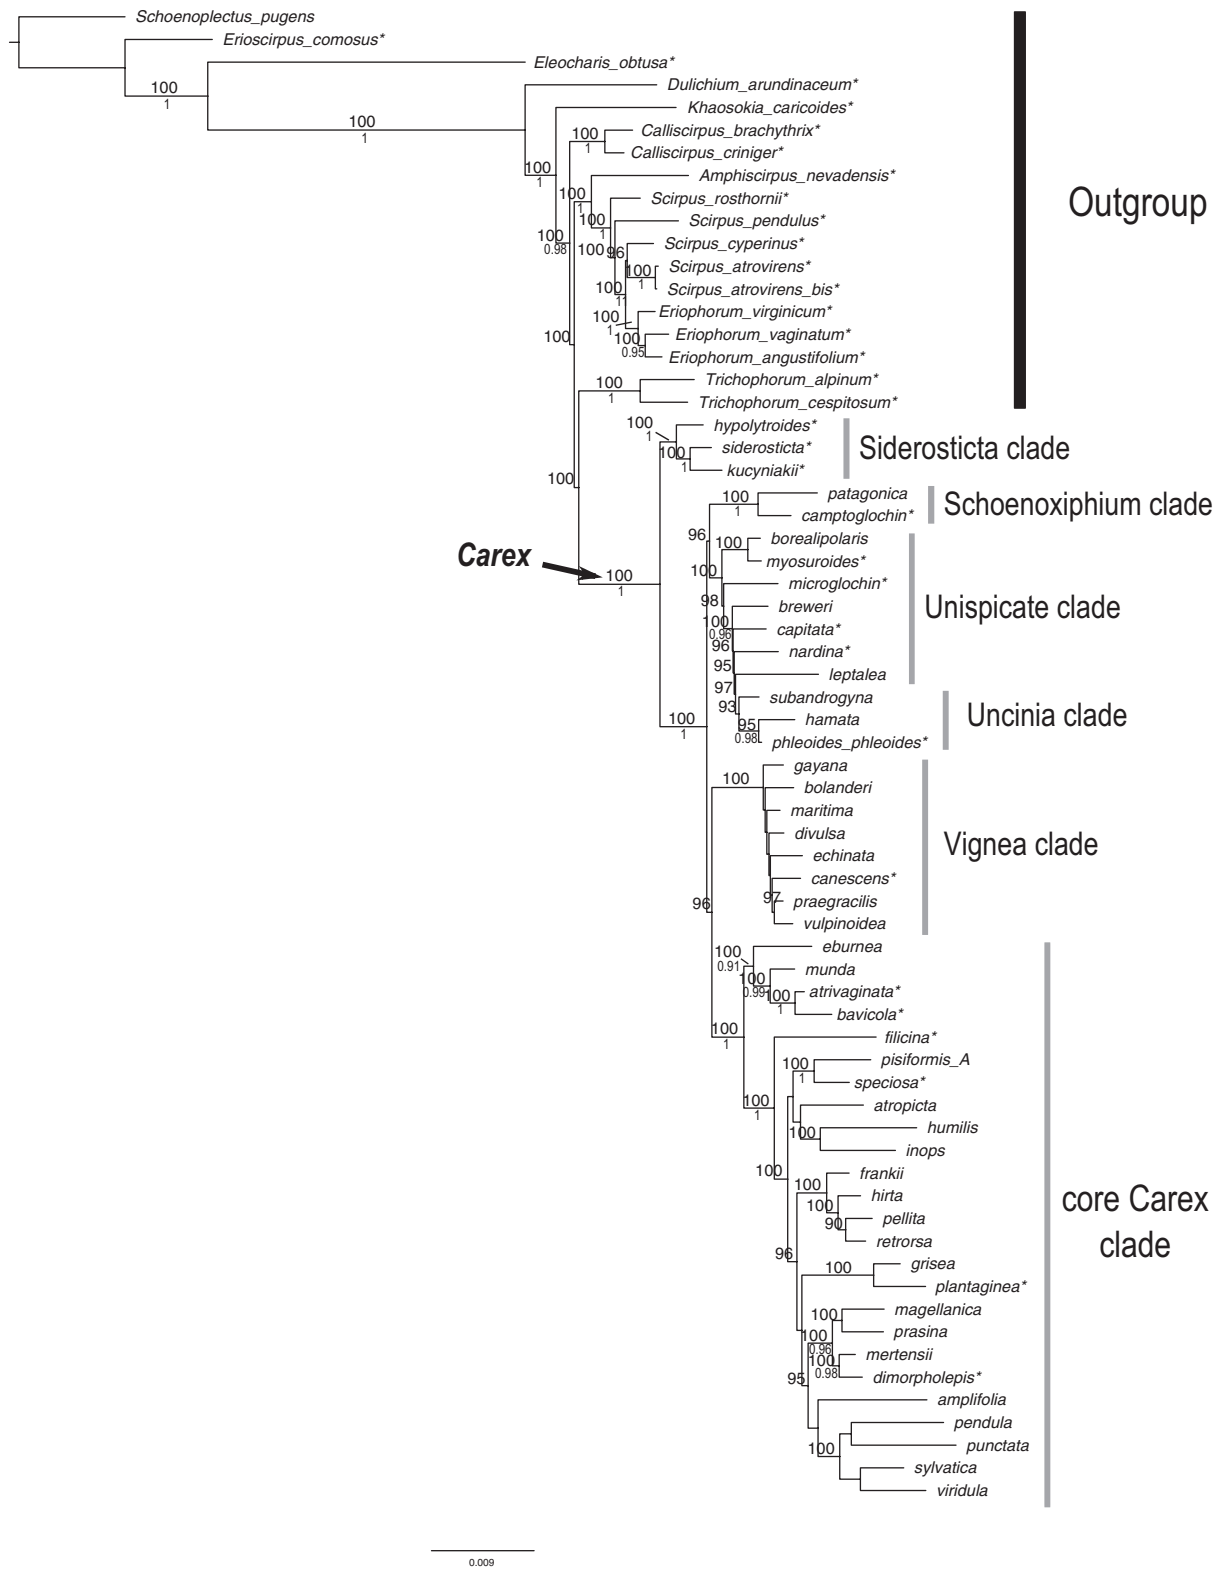 Schoenoplectus_pugens
Erioscirpus_comosus*
100
1
Eleocharis_obtusa*
100
1
Dulichium_arundinaceum*
100
1
Khaosokia_caricoides*
100
0.98
100
1
Calliscirpus_brachythrix*
Calliscirpus_criniger*
100
100
1
Amphiscirpus_nevadensis*
100
1
Scirpus_rosthornii*
100
Scirpus_pendulus*
96
Scirpus_cyperinus*
100
1
Scirpus_atrovirens*
Scirpus_atrovirens_bis*
100
1
1
Eriophorum_virginicum*
100
1
Eriophorum_vaginatum*
100
0.95
Eriophorum_angustifolium*
100
100
1
Trichophorum_alpinum*
Trichophorum_cespitosum*
Outgroup
Carex
100
1
100
1
hypolytroides*
100
1
siderosticta*
kucyniakii*
Siderosticta clade
100
1
96
100
1
patagonica
camptoglochin*
Schoenoxiphium clade
100
100
borealipolaris
myosuroides*
98
microglochin*
100
0.96
breweri
96
capitata*
95
nardina*
97
leptalea
Unispicate clade
93
subandrogyna
95
0.98
hamata
phleoides_phleoides*
Uncinia clade
96
100
gayana
bolanderi
maritima
divulsa
echinata
canescens*
97
praegracilis
vulpinoidea
Vignea clade
100
1
100
0.91
eburnea
100
0.99
munda
100
1
atrivaginata*
bavicola*
100
1
filicina*
100
100
1
pisiformis_A
speciosa*
atropicta
100
humilis
inops
96
100
frankii
100
hirta
90
pellita
retrorsa
100
grisea
plantaginea*
95
100
0.96
100
magellanica
prasina
100
0.98
mertensii
dimorpholepis*
amplifolia
100
pendula
punctata
sylvatica
viridula
core Carex
clade
0.009